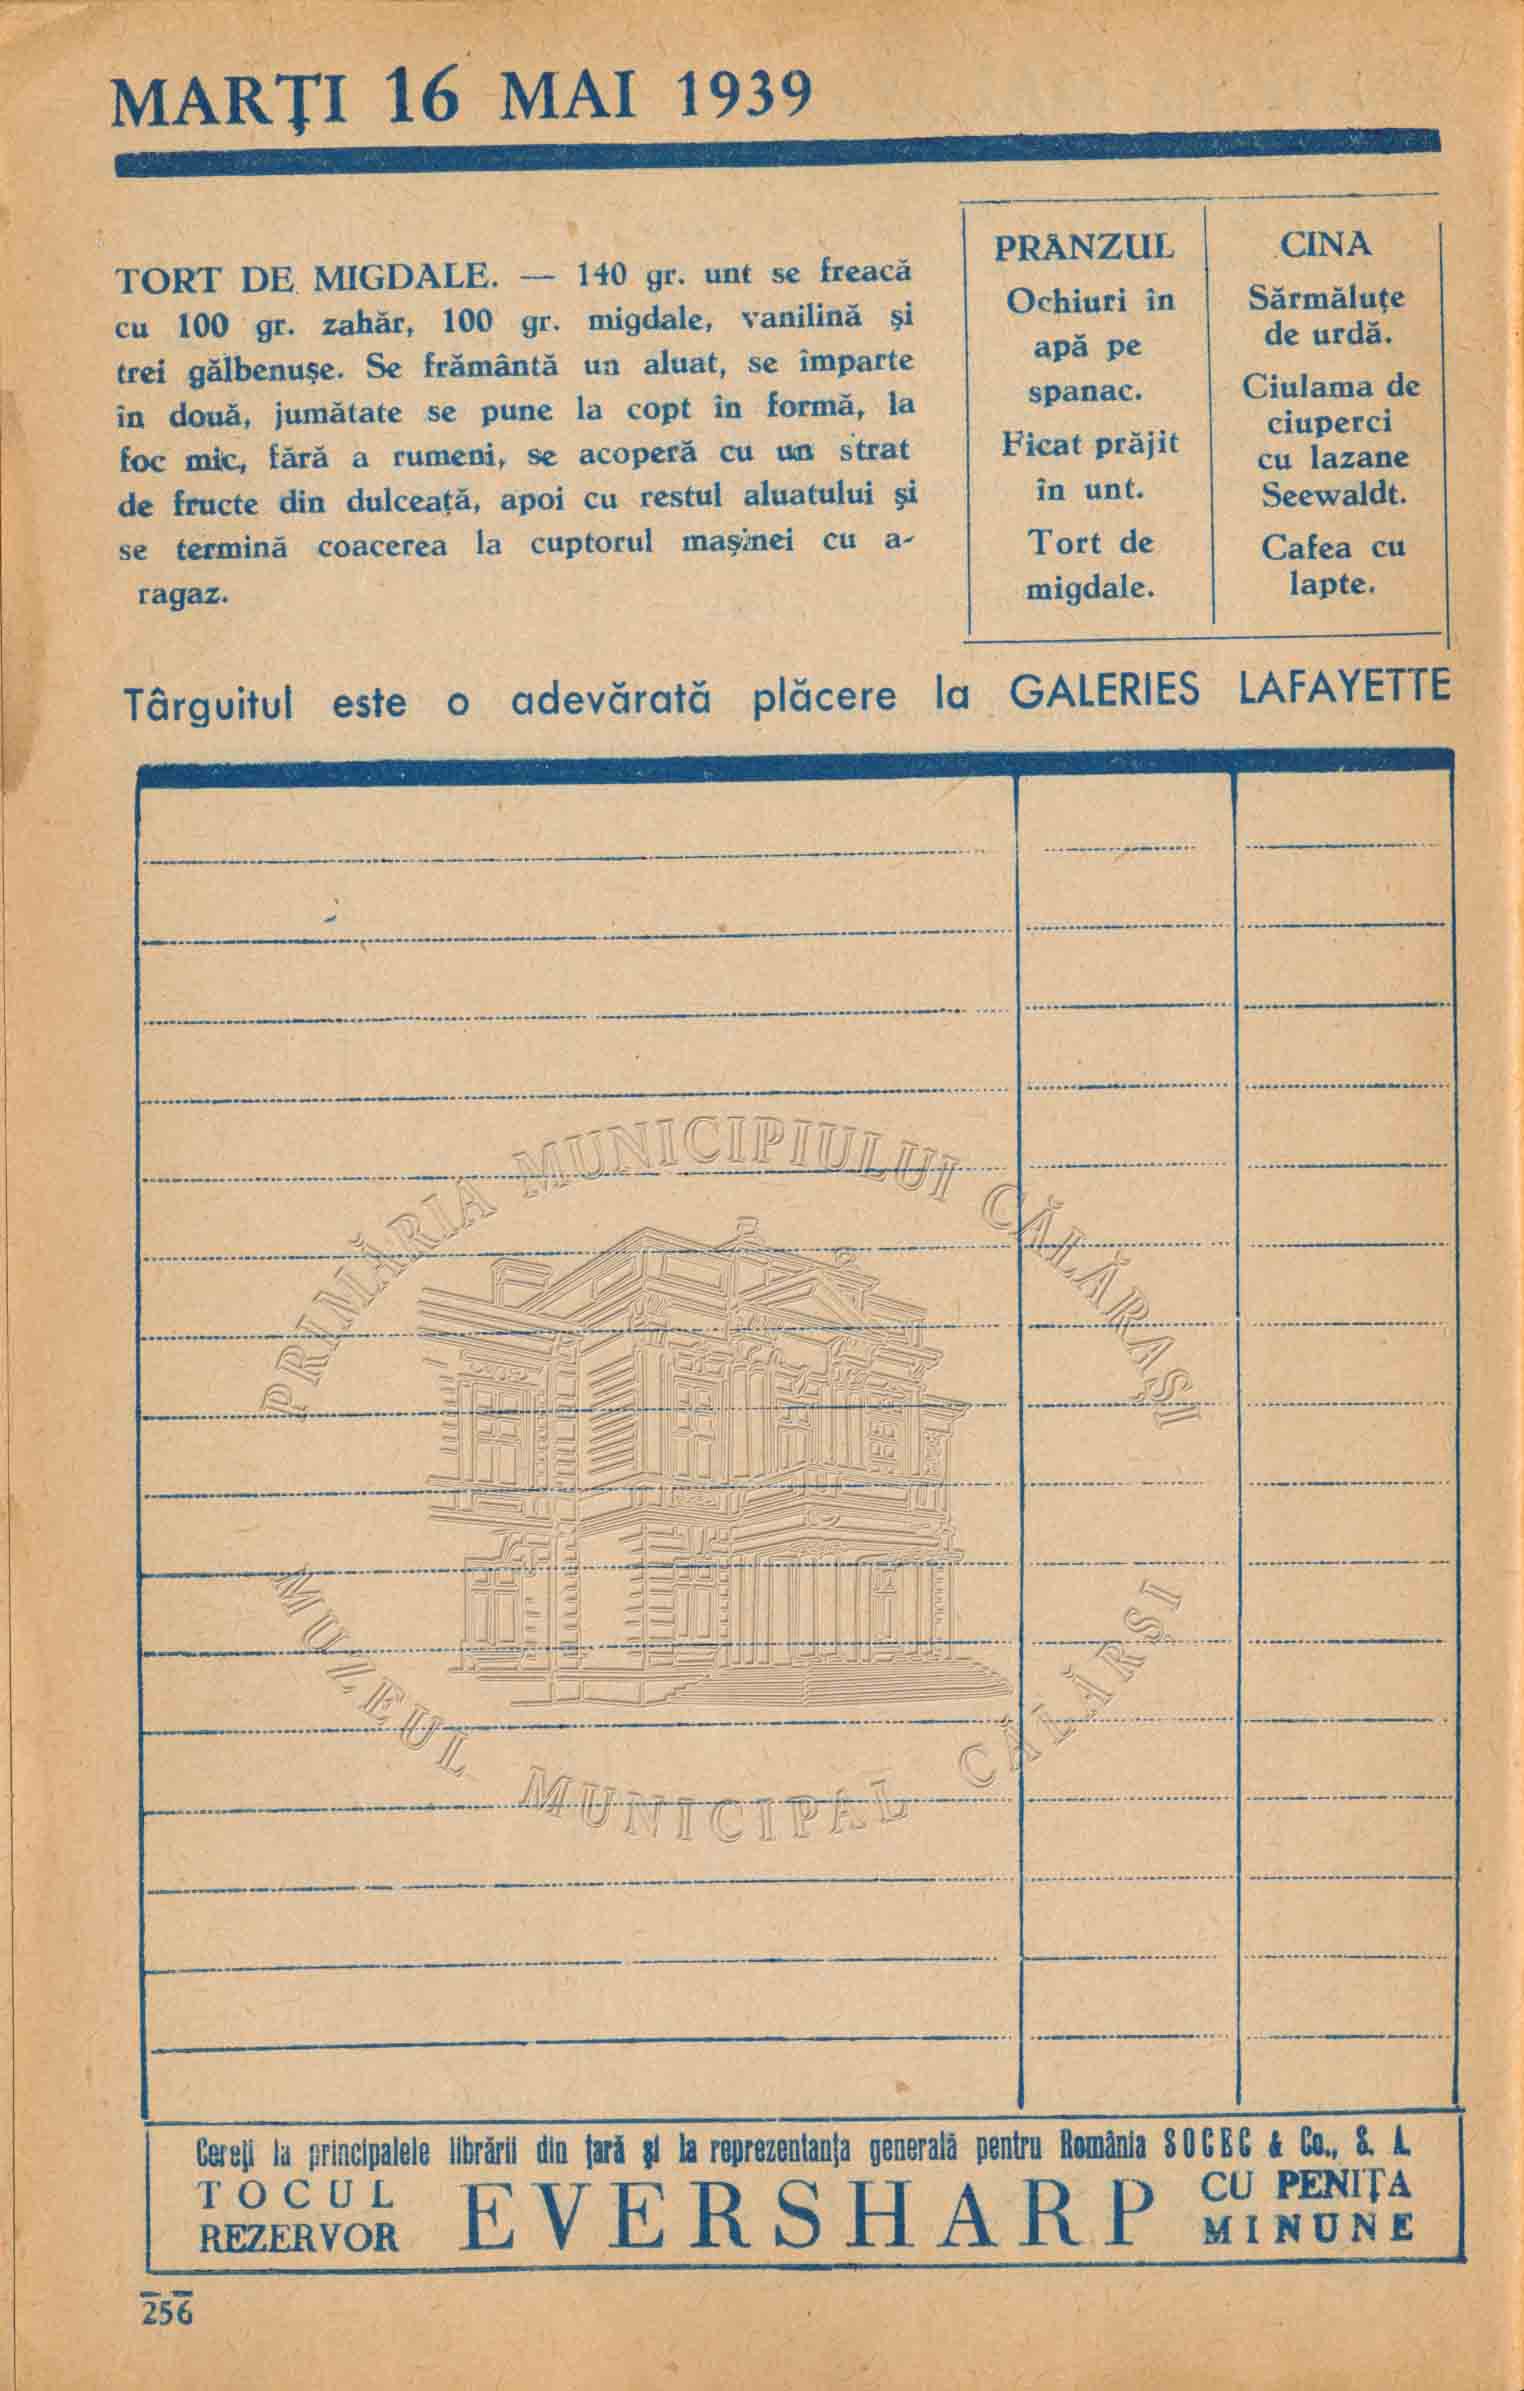 MARŢI 16 MAI 1939
TORT DE MIGDALE. — 140 gr. unt se freacă
cu 100 gr. zahăr, 100 gr. migdale, vanilină şi
trei gălbenuşe. Se frământă un aluat, se împarte
în două, jumătate se pune la copt în formă, la
foc mic, fără a rumeni, se acoperă cu un strat
de fructe din dulceaţă, apoi cu restul aluatului şi
se termină coacerea la cuptorul maşinei cu a-
ragaz.
PRÂNZUL
Ochiuri în
apă pe
spanac.
Ficat prăjit
în unt.
Tort de
migdale.
CINA
Sărmăluţe
de urdă.
Ciulama de
ciuperci
cu lazane
Seewaldt.
Cafea cu
lapte.
Târguitul este o adevărată plăcere la GALERIES LAFAYETTE
PRIMĂRIA MUNICIPIULUI CĂLĂRAŞI
MUZEUL MUNICIPAL CĂLĂRŞI
Cereţi la principalele librării din ţară şi la reprezentanţa generală pentru România SOCEC & Co., S. A.
TOCUL
REZERVOR
EVERSHARP
CU PENIŢA
MINUNE
256